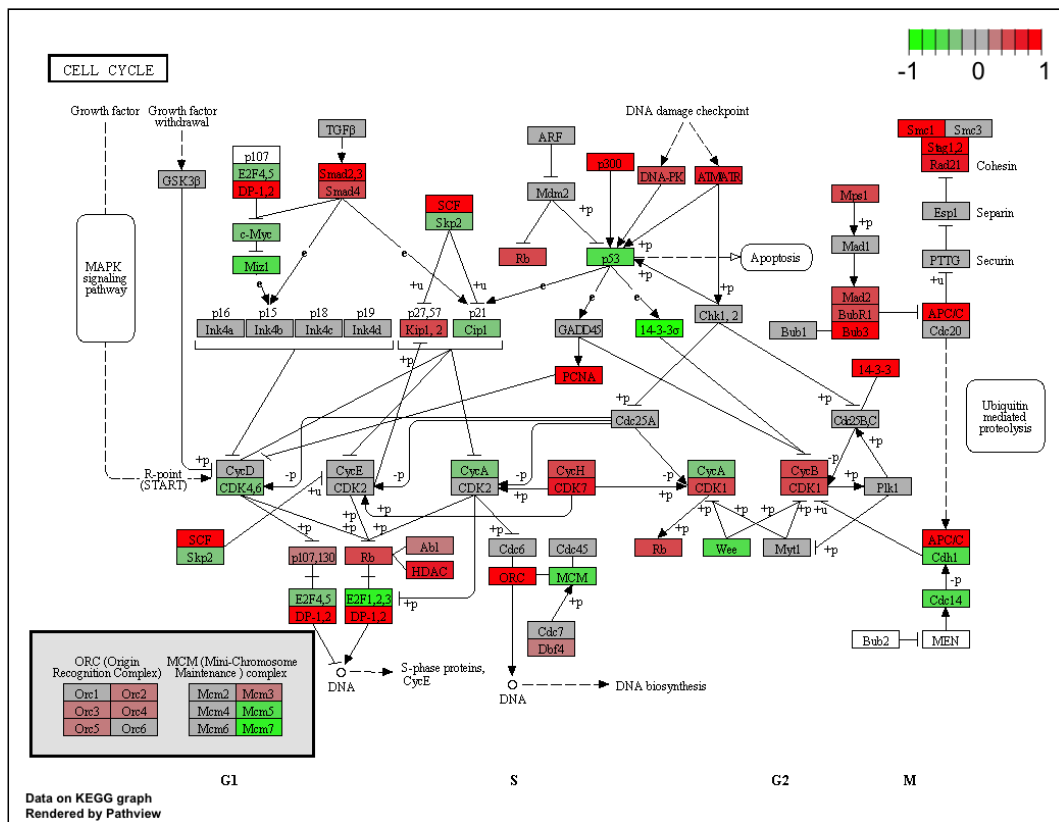 -1 0 1
CELL CYCLE
Growth factor
Growth factor
withdrawal
TGFβ
ARF
DNA damage checkpoint
Smc1 Smc3
Stag1,2
Rad21
Cohesin
p107
E2F4,5
DP-1,2
GSK3β
Smad2,3
Smad4
p300
DNA-PK
ATM/ATR
Mdm2
SCF
Skp2
+p
Mps1
Esp1
Separin
c-Myc
Miz1
Rb
p53
+p
+p
Apoptosis
Mad1
PTTG
Securin
MAPK
signaling
pathway
e
e
e
+u
+u
e
e
+p
+u
Mad2
BubR1
Bub3
Bub1
APC/C
Cdc20
p16 p15 p18 p19 p27,57 p21
Ink4a Ink4b Ink4c Ink4d Kip1, 2 Cip1
GADD45
14-3-3σ
Chk1, 2
+p
PCNA
14-3-3
+p
Cdc25A
+p
Cdc25B,C
Ubiquitin
mediated
proteolysis
R-point
(START)
+p
CycD
CDK4,6
-p
CycE
CDK2
-p
CycA
CDK2
-p
+p
CycH
CDK7
-p
+p
CycA
CDK1
CycB
CDK1
-p
+p
+p
Plk1
+u
+u
SCF
Skp2
+p
+p
+p
+p
p107,130
Rb
Abl
HDAC
+p
Cdc6
Cdc45
ORC
MCM
+p
Rb
+p
+p
Wee
Myt1
+p
APC/C
Cdh1
-p
Cdc14
E2F4,5
DP-1,2
E2F1,2,3
DP-1,2
+p
Cdc7
Dbf4
+p
Bub2
MEN
DNA
S-phase proteins,
CycE
DNA
DNA biosynthesis
ORC (Origin
Recognition Complex)
MCM (Mini-Chromosome
Maintenance ) complex
Orc1 Orc2
Orc3 Orc4
Orc5 Orc6
Mcm2 Mcm3
Mcm4 Mcm5
Mcm6 Mcm7
G1 S G2 M
Data on KEGG graph
Rendered by Pathview